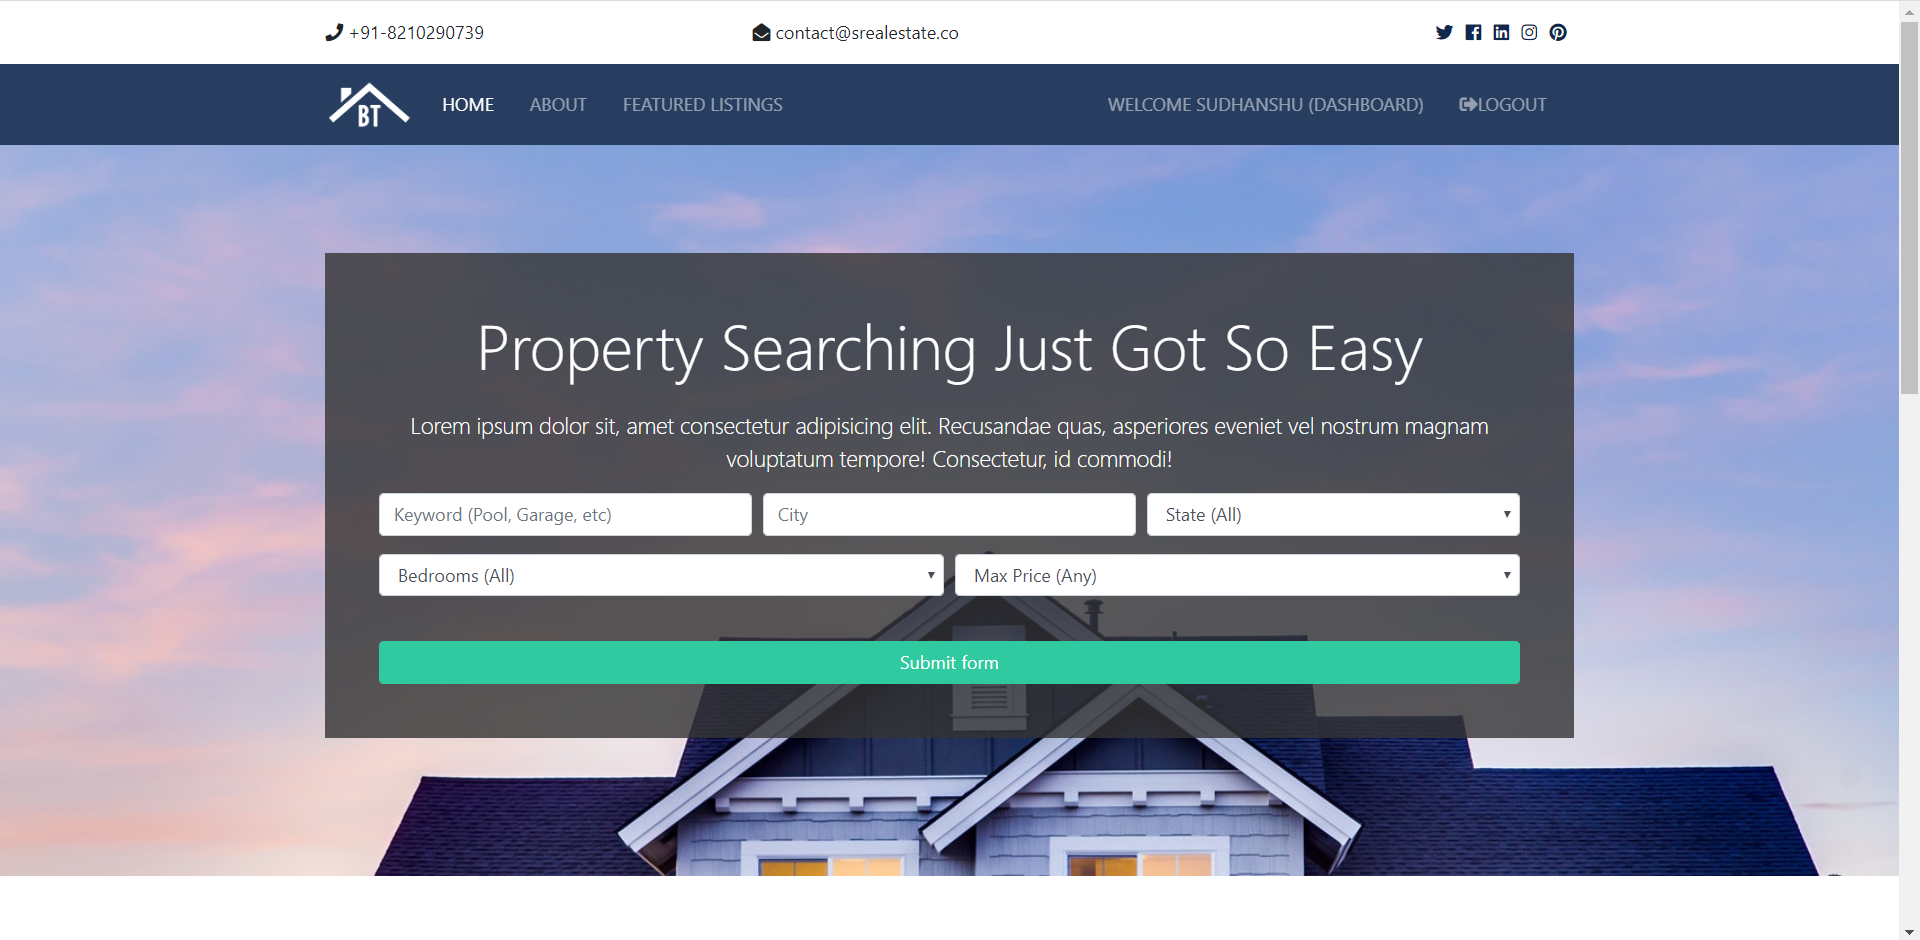 +91-8210290739
contact@srealestate.co
BT
HOME
ABOUT
FEATURED LISTINGS
WELCOME SUDHANSHU (DASHBOARD)
LOGOUT
Property Searching Just Got So Easy
Lorem ipsum dolor sit, amet consectetur adipisicing elit. Recusandae quas, asperiores eveniet vel nostrum magnam
voluptatum tempore! Consectetur, id commodi!
Keyword (Pool, Garage, etc)
City
State (All)
Bedrooms (All)
Max Price (Any)
Submit form